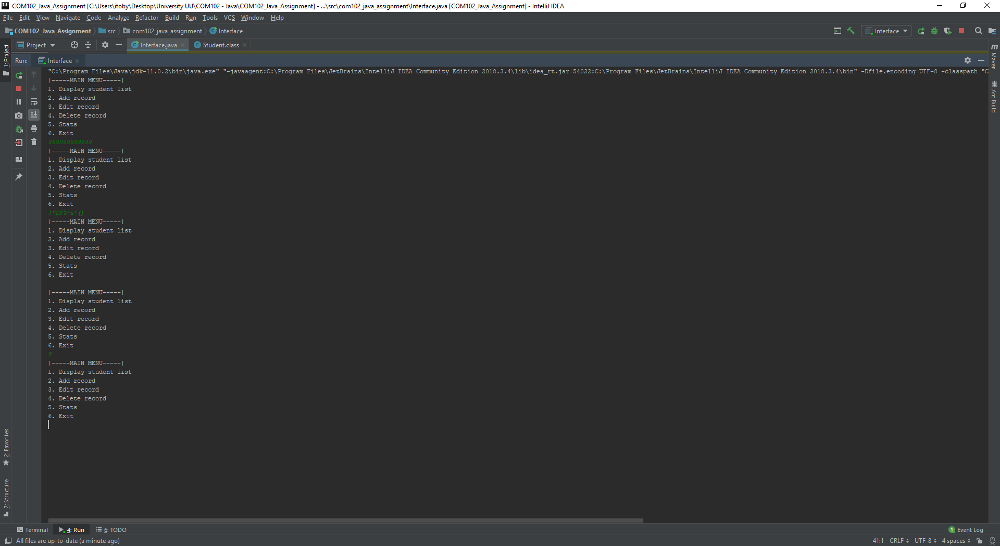 COM102_Java_Assignment [C:\Users\itoby\Desktop\University UU\COM102 - Java\COM102_Java_Assignment] - ...\src\com102_java_assignment\Interface.java [COM102_Java_Assignment] - IntelliJ IDEA
File Edit View Navigate Code Analyze Refactor Build Run Tools VCS Window Help
COM102_Java_Assignment src com102_java_assignment Interface Interface
Project Interface.java Student.class
Run: Interface
"C:\Program Files\Java\jdk-11.0.2\bin\java.exe" "-javaagent:C:\Program Files\JetBrains\IntelliJ IDEA Community Edition 2018.3.4\lib\idea_rt.jar=54022:C:\Program Files\JetBrains\IntelliJ IDEA Community Edition 2018.3.4\bin" -Dfile.encoding=UTF-8 -classpath "C
|-----MAIN MENU-----|
1. Display student list
2. Add record
3. Edit record
4. Delete record
5. Stats
6. Exit
999999999999
|-----MAIN MENU-----|
1. Display student list
2. Add record
3. Edit record
4. Delete record
5. Stats
6. Exit
!"£$%^&*()
|-----MAIN MENU-----|
1. Display student list
2. Add record
3. Edit record
4. Delete record
5. Stats
6. Exit
|-----MAIN MENU-----|
1. Display student list
2. Add record
3. Edit record
4. Delete record
5. Stats
6. Exit
0
|-----MAIN MENU-----|
1. Display student list
2. Add record
3. Edit record
4. Delete record
5. Stats
6. Exit
1: Project
2: Favorites
7: Structure
Maven
Ant Build
Terminal 4: Run 6: TODO 1 Event Log
All files are up-to-date (a minute ago) 41:1 CRLF UTF-8 4 spaces